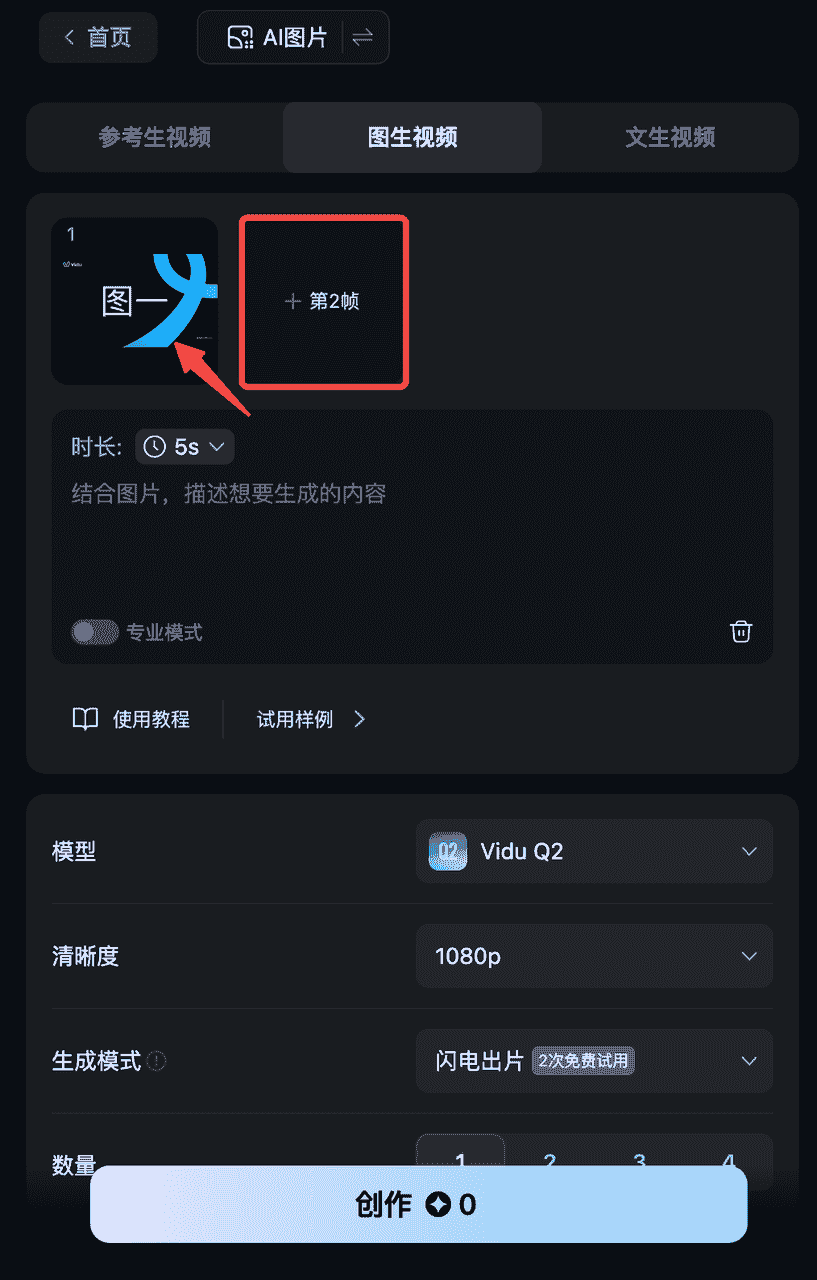 首页
AI图片
参考生视频
图生视频
文生视频
1
Vidu
图一
第2帧
时长: 5s
结合图片，描述想要生成的内容
专业模式
使用教程
试用样例
模型
Q2 Vidu Q2
清晰度
1080p
生成模式
闪电出片 2次免费试用
数量
1 2 3 4
创作 0